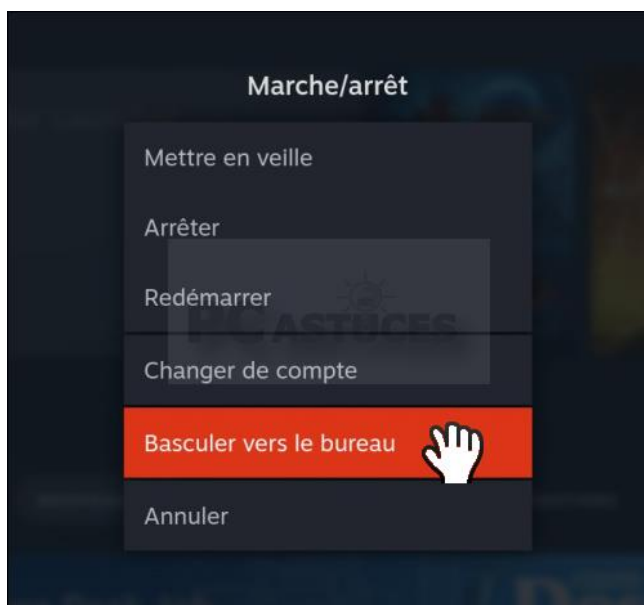 Marche/arrêt
Mettre en veille
Arrêter
Redémarrer
PC ASTUCES
Changer de compte
Basculer vers le bureau
Annuler